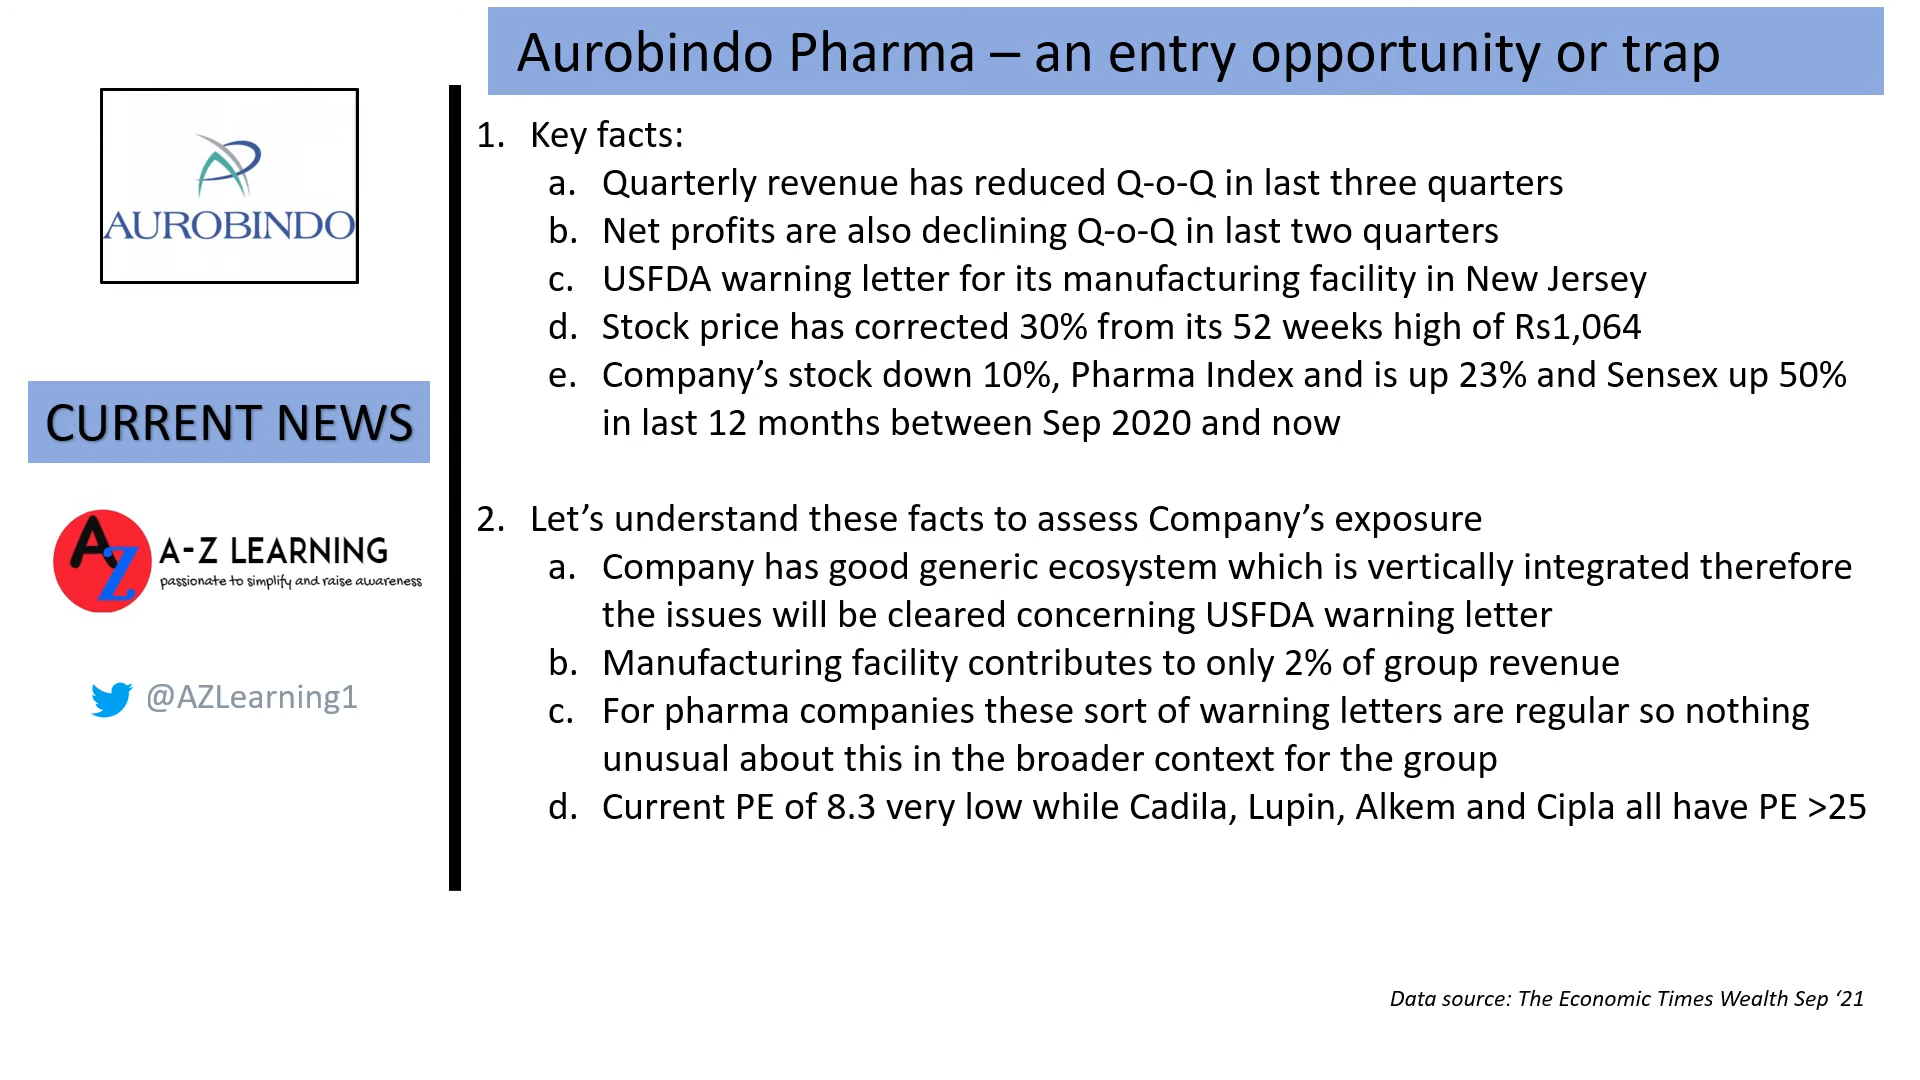 Aurobindo Pharma – an entry opportunity or trap
AUROBINDO
CURRENT NEWS
AZ
A-Z LEARNING
passionate to simplify and raise awareness
@AZLearning1
1. Key facts:
a. Quarterly revenue has reduced Q-o-Q in last three quarters
b. Net profits are also declining Q-o-Q in last two quarters
c. USFDA warning letter for its manufacturing facility in New Jersey
d. Stock price has corrected 30% from its 52 weeks high of Rs1,064
e. Company’s stock down 10%, Pharma Index and is up 23% and Sensex up 50%
in last 12 months between Sep 2020 and now
2. Let’s understand these facts to assess Company’s exposure
a. Company has good generic ecosystem which is vertically integrated therefore
the issues will be cleared concerning USFDA warning letter
b. Manufacturing facility contributes to only 2% of group revenue
c. For pharma companies these sort of warning letters are regular so nothing
unusual about this in the broader context for the group
d. Current PE of 8.3 very low while Cadila, Lupin, Alkem and Cipla all have PE >25
Data source: The Economic Times Wealth Sep ‘21